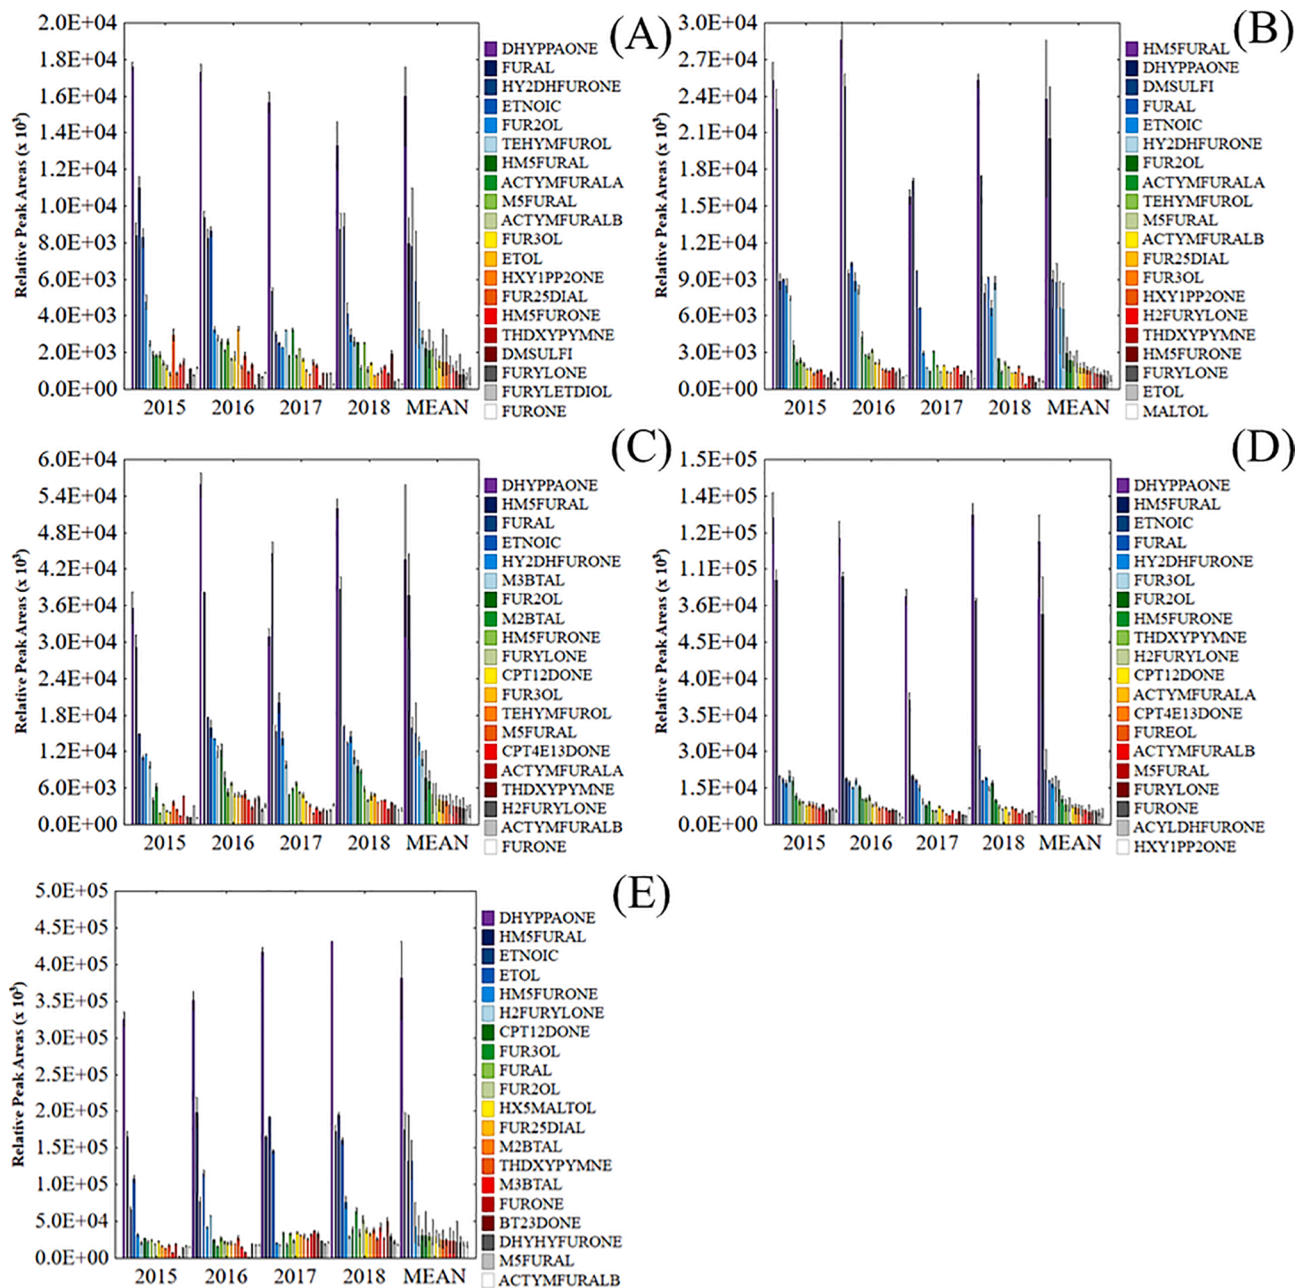 (A)
Relative Peak Areas (x 10³)
2.0E+04
1.8E+04
1.6E+04
1.4E+04
1.2E+04
1.0E+04
8.0E+03
6.0E+03
4.0E+03
2.0E+03
0.0E+00
2015 2016 2017 2018 MEAN
DHYPPAONE
FURAL
HY2DHFURONE
ETNOIC
FUR2OL
TEHYMFUROL
HM5FURAL
ACTYMFURALA
M5FURAL
ACTYMFURALB
FUR3OL
ETOL
HXY1PP2ONE
FUR25DIAL
HM5FURONE
THDXYPYMNE
DMSULFI
FURYLONE
FURYLETDIOL
FURONE
(B)
Relative Peak Areas (x 10³)
3.0E+04
2.7E+04
2.4E+04
2.1E+04
1.8E+04
1.5E+04
1.2E+04
9.0E+03
6.0E+03
3.0E+03
0.0E+00
2015 2016 2017 2018 MEAN
HM5FURAL
DHYPPAONE
DMSULFI
FURAL
ETNOIC
HY2DHFURONE
FUR2OL
ACTYMFURALA
TEHYMFUROL
M5FURAL
ACTYMFURALB
FUR25DIAL
FUR3OL
HXY1PP2ONE
H2FURYLONE
THDXYPYMNE
HM5FURONE
FURYLONE
ETOL
MALTOL
(C)
Relative Peak Areas (x 10³)
6.0E+04
5.4E+04
4.8E+04
4.2E+04
3.6E+04
3.0E+04
2.4E+04
1.8E+04
1.2E+04
6.0E+03
0.0E+00
2015 2016 2017 2018 MEAN
DHYPPAONE
HM5FURAL
FURAL
ETNOIC
HY2DHFURONE
M3BTAL
FUR2OL
M2BTAL
HM5FURONE
FURYLONE
CPT12DONE
FUR3OL
TEHYMFUROL
M5FURAL
CPT4E13DONE
ACTYMFURALA
THDXYPYMNE
H2FURYLONE
ACTYMFURALB
FURONE
(D)
Relative Peak Areas (x 10³)
1.5E+05
1.4E+05
1.2E+05
1.1E+05
3.6E+04
4.5E+04
4.0E+04
3.5E+04
3.0E+04
1.5E+04
0.0E+00
2015 2016 2017 2018 MEAN
DHYPPAONE
HM5FURAL
ETNOIC
FURAL
HY2DHFURONE
FUR3OL
FUR2OL
HM5FURONE
THDXYPYMNE
H2FURYLONE
CPT12DONE
ACTYMFURALA
CPT4E13DONE
FUREOL
ACTYMFURALB
M5FURAL
FURYLONE
FURONE
ACYLDHFURONE
HXY1PP2ONE
(E)
Relative Peak Areas (x 10³)
5.0E+05
4.5E+05
4.0E+05
3.5E+05
3.0E+05
2.5E+05
2.0E+05
1.5E+05
1.0E+05
5.0E+04
0.0E+00
2015 2016 2017 2018 MEAN
DHYPPAONE
HM5FURAL
ETNOIC
ETOL
HM5FURONE
H2FURYLONE
CPT12DONE
FUR3OL
FURAL
FUR2OL
HX5MALTOL
FUR25DIAL
M2BTAL
THDXYPYMNE
M3BTAL
FURONE
BT23DONE
DHYHYFURONE
M5FURAL
ACTYMFURALB